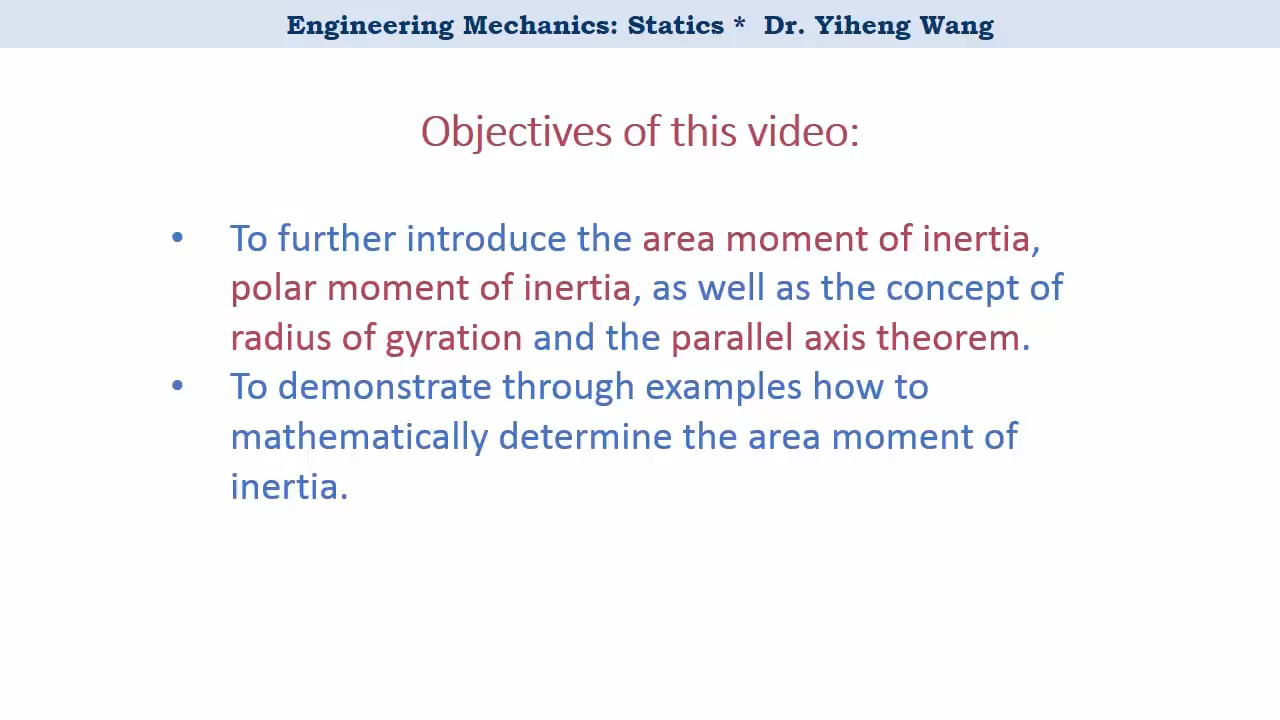 Engineering Mechanics: Statics * Dr. Yiheng Wang
Objectives of this video:
• To further introduce the area moment of inertia,
polar moment of inertia, as well as the concept of
radius of gyration and the parallel axis theorem.
• To demonstrate through examples how to
mathematically determine the area moment of
inertia.